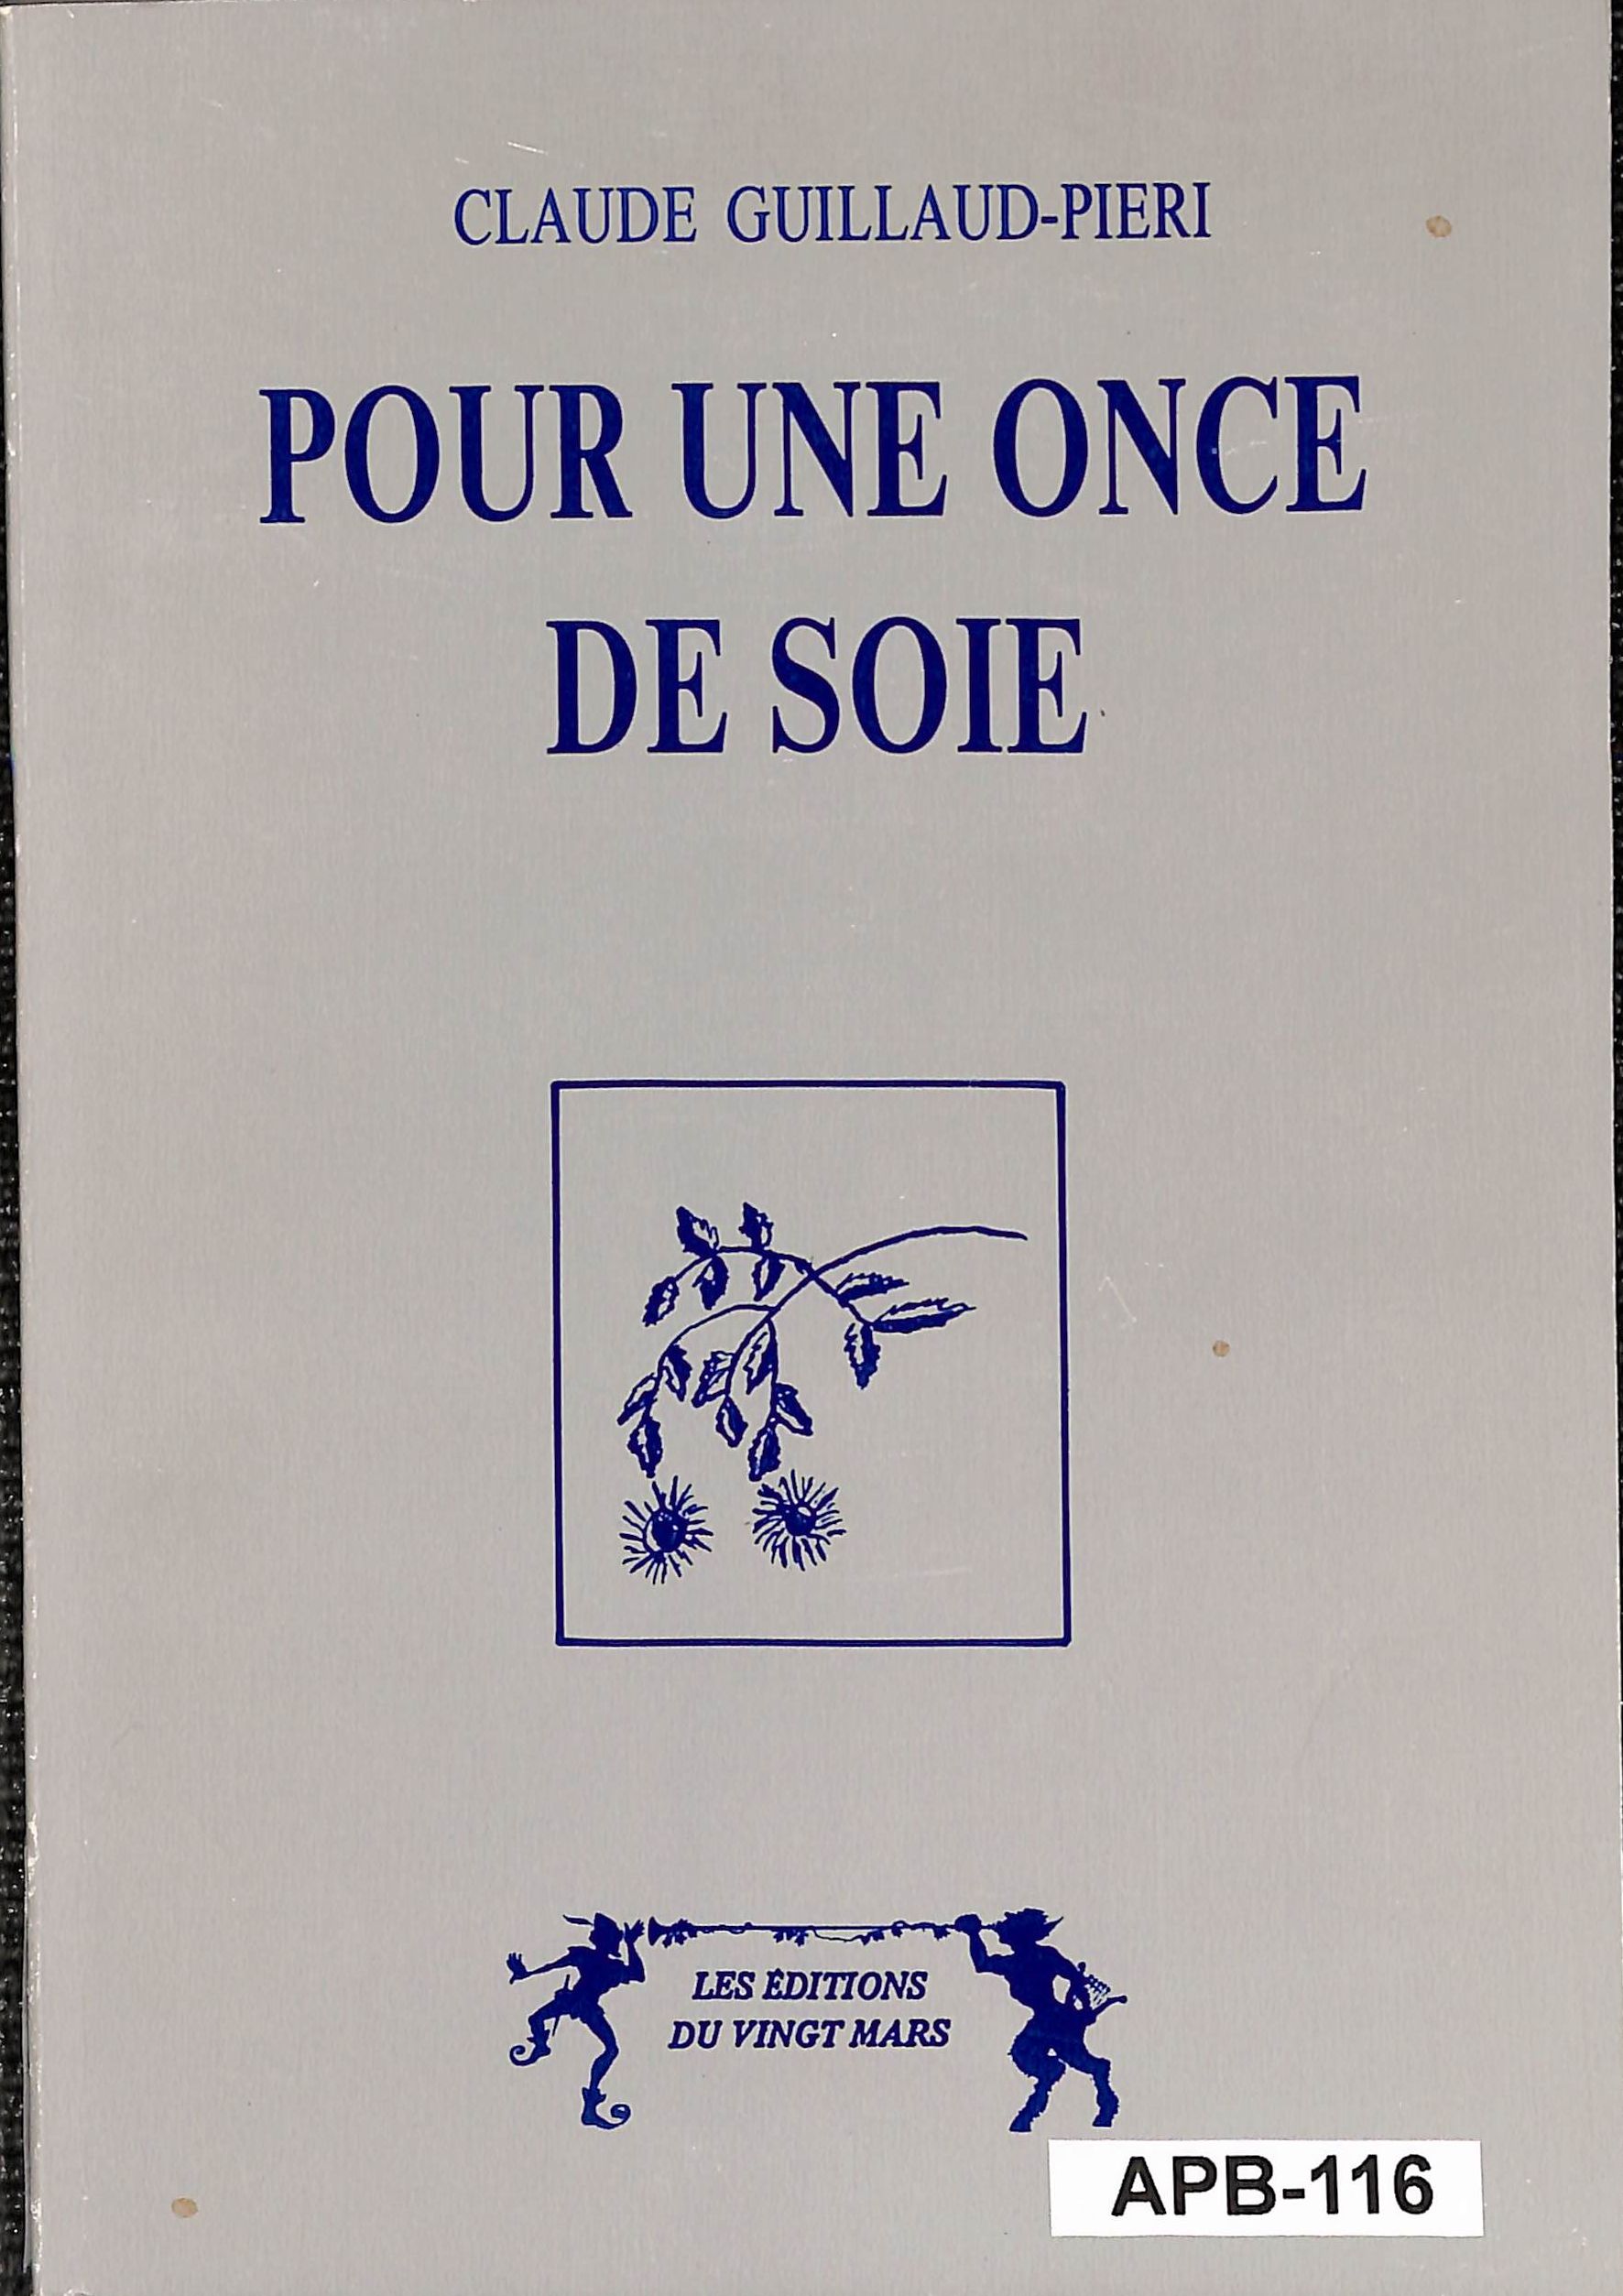 CLAUDE GUILLAUD-PIERI
POUR UNE ONCE
DE SOIE
LES ÉDITIONS
DU VINGT MARS
APB-116